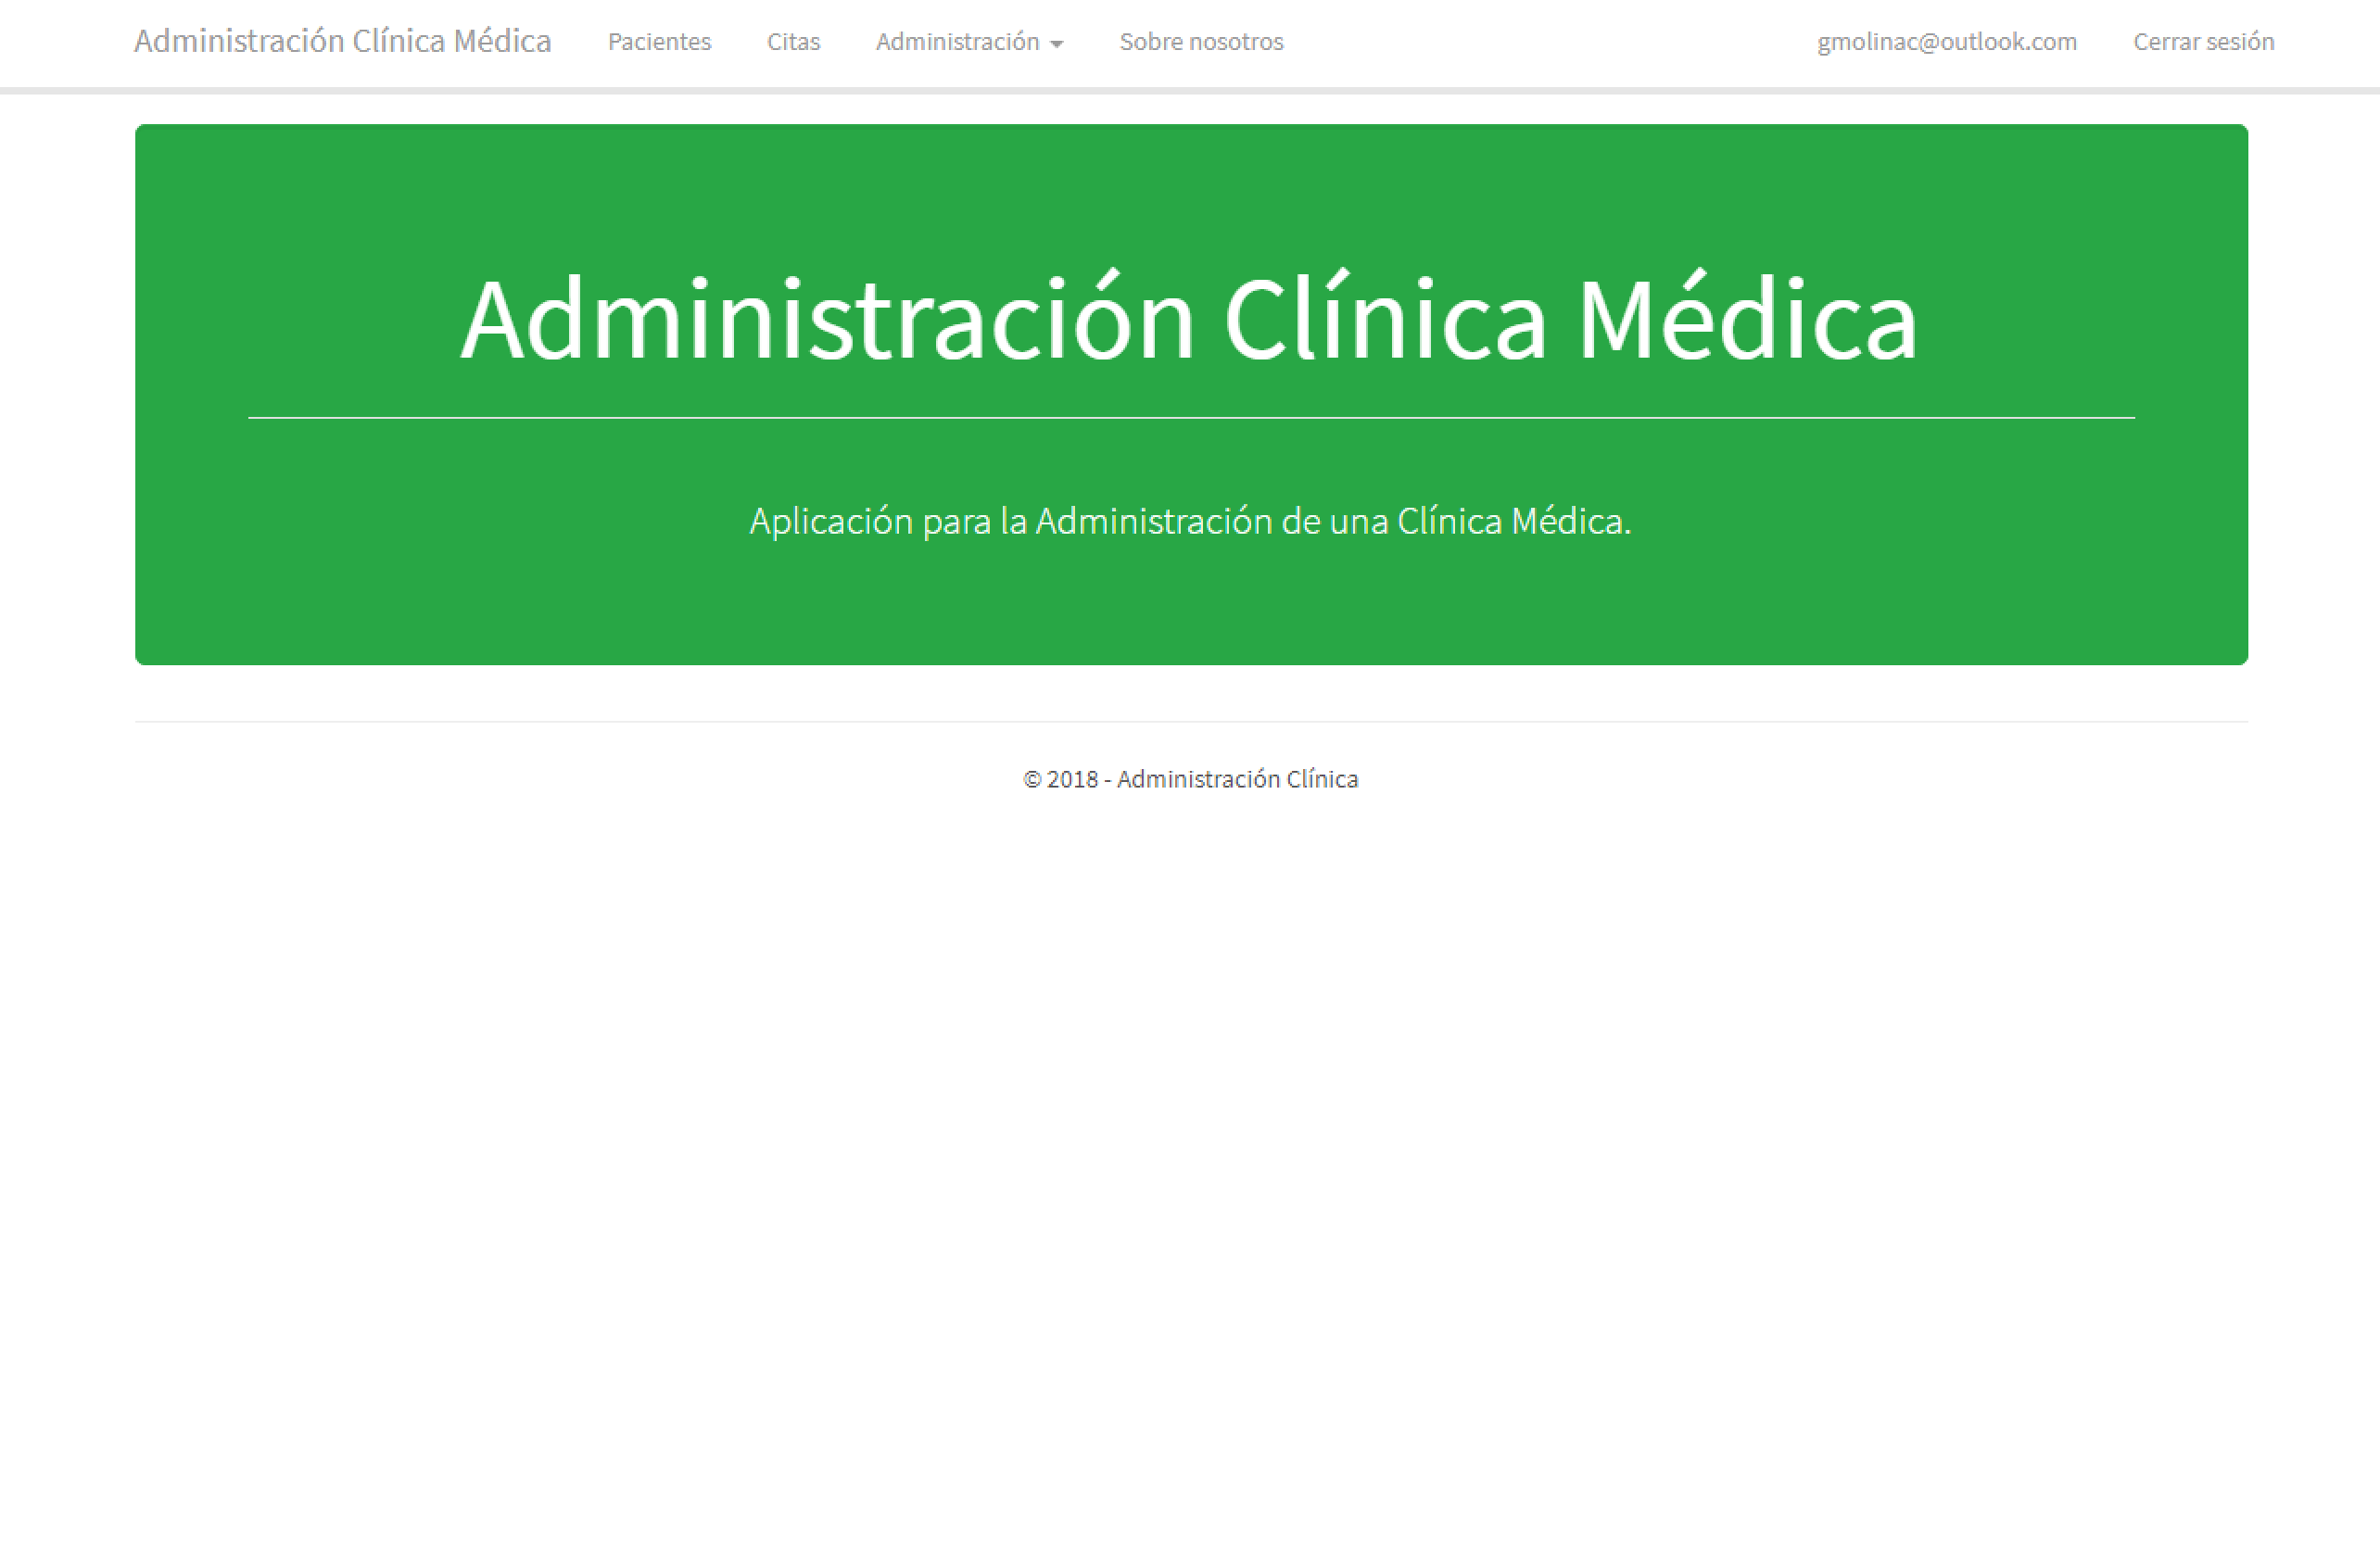 Administración Clínica Médica Pacientes Citas Administración Sobre nosotros gmolinac@outlook.com Cerrar sesión
Administración Clínica Médica
Aplicación para la Administración de una Clínica Médica.
© 2018 - Administración Clínica